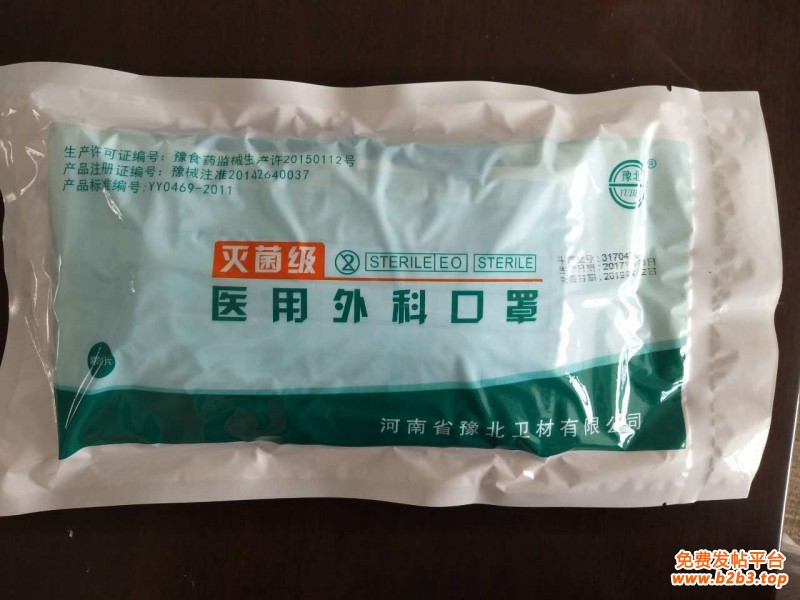 生产许可证编号：豫食药监械生产许20150112号
产品注册证编号：豫械注准20142640037
产品标准编号：YY0469-2011
豫北
®
灭菌级
STERILE EO
STERILE
医用外科口罩
河南省豫北卫材有限公司
免费发帖平台
www.b2b3.top